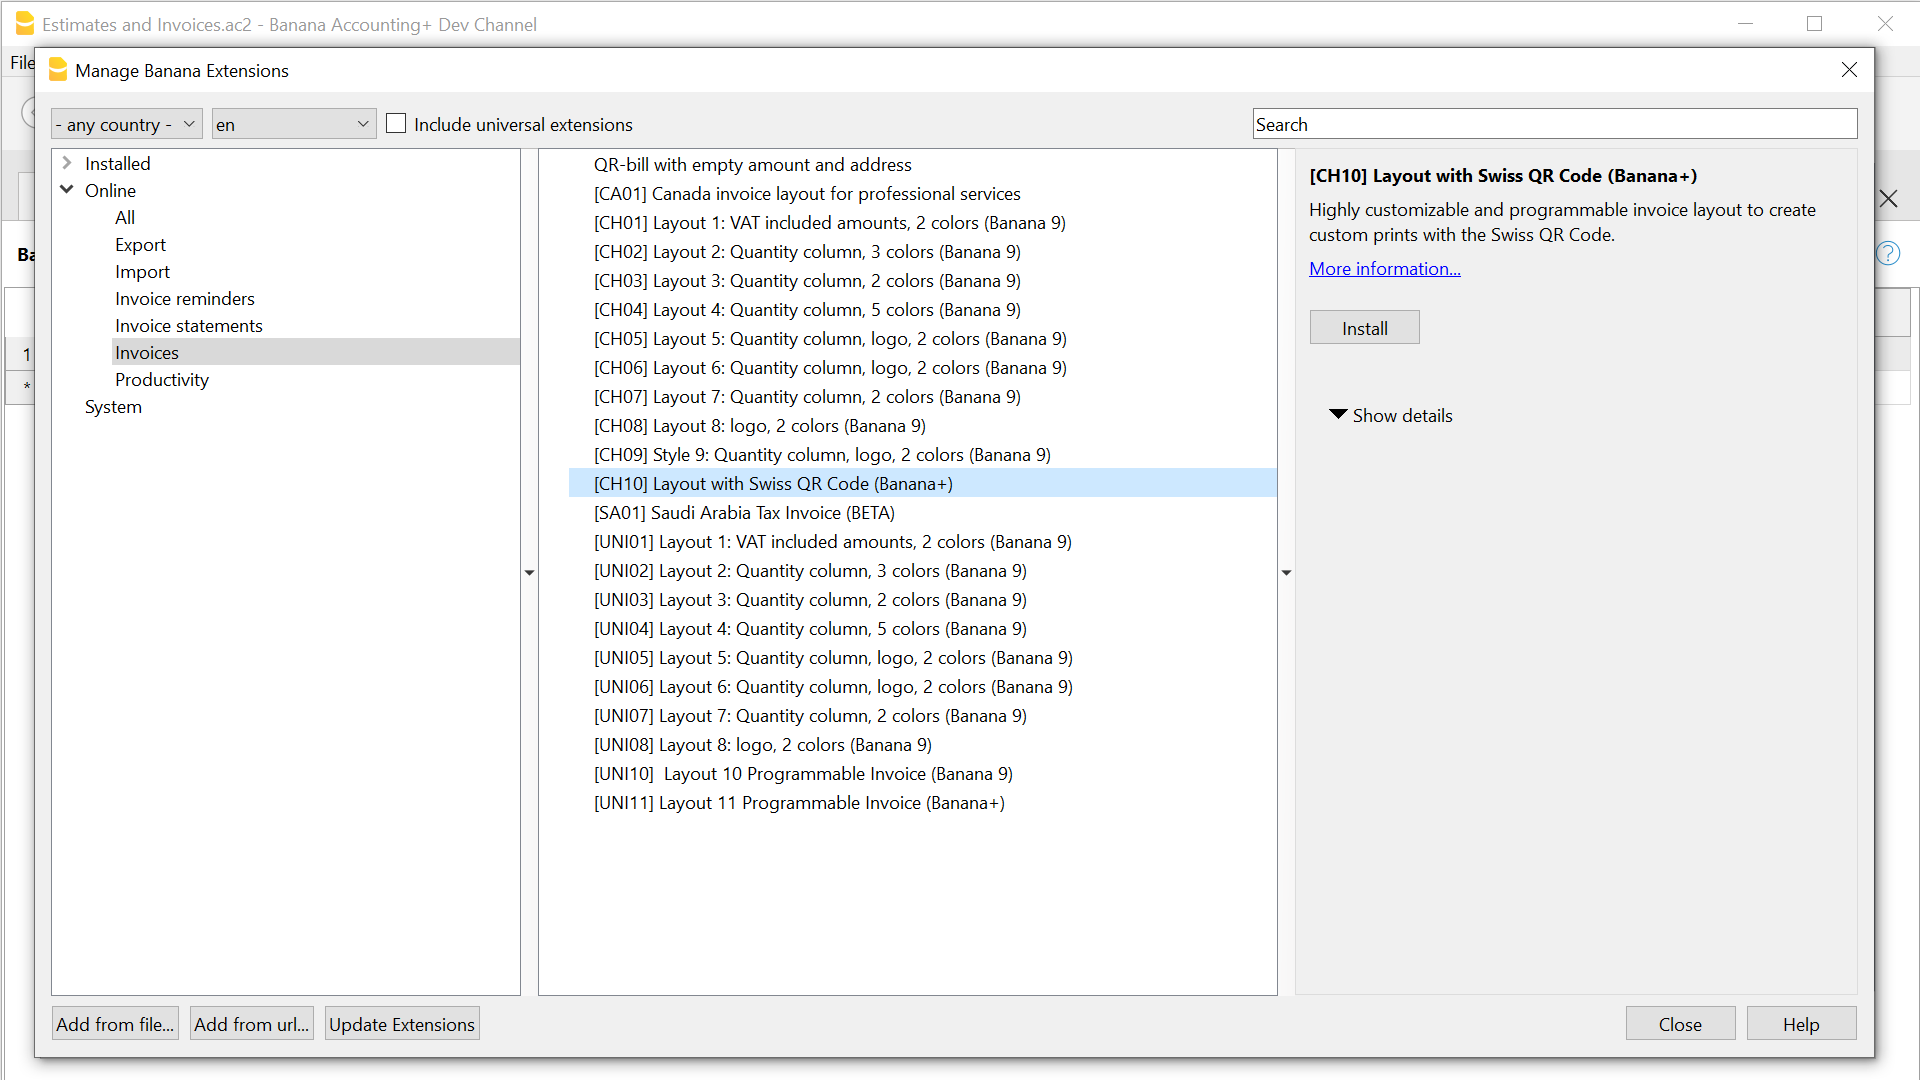 Estimates and Invoices.ac2 - Banana Accounting+ Dev Channel
File
Manage Banana Extensions
- any country -
en
Include universal extensions
Search
Installed
Online
All
Export
Import
Invoice reminders
Invoice statements
Invoices
Productivity
System
QR-bill with empty amount and address
[CA01] Canada invoice layout for professional services
[CH01] Layout 1: VAT included amounts, 2 colors (Banana 9)
[CH02] Layout 2: Quantity column, 3 colors (Banana 9)
[CH03] Layout 3: Quantity column, 2 colors (Banana 9)
[CH04] Layout 4: Quantity column, 5 colors (Banana 9)
[CH05] Layout 5: Quantity column, logo, 2 colors (Banana 9)
[CH06] Layout 6: Quantity column, logo, 2 colors (Banana 9)
[CH07] Layout 7: Quantity column, 2 colors (Banana 9)
[CH08] Layout 8: logo, 2 colors (Banana 9)
[CH09] Style 9: Quantity column, logo, 2 colors (Banana 9)
[CH10] Layout with Swiss QR Code (Banana+)
[SA01] Saudi Arabia Tax Invoice (BETA)
[UNI01] Layout 1: VAT included amounts, 2 colors (Banana 9)
[UNI02] Layout 2: Quantity column, 3 colors (Banana 9)
[UNI03] Layout 3: Quantity column, 2 colors (Banana 9)
[UNI04] Layout 4: Quantity column, 5 colors (Banana 9)
[UNI05] Layout 5: Quantity column, logo, 2 colors (Banana 9)
[UNI06] Layout 6: Quantity column, logo, 2 colors (Banana 9)
[UNI07] Layout 7: Quantity column, 2 colors (Banana 9)
[UNI08] Layout 8: logo, 2 colors (Banana 9)
[UNI10]  Layout 10 Programmable Invoice (Banana 9)
[UNI11] Layout 11 Programmable Invoice (Banana+)
[CH10] Layout with Swiss QR Code (Banana+)
Highly customizable and programmable invoice layout to create
custom prints with the Swiss QR Code.
More information...
Install
Show details
Ba
?
1
*
Add from file...
Add from url...
Update Extensions
Close
Help